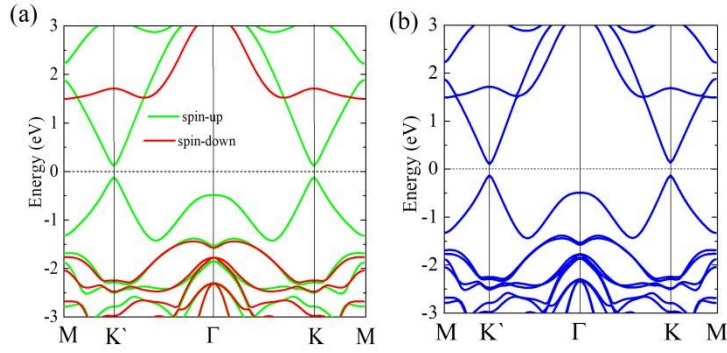 (a)
3
2
1
0
-1
-2
-3
Energy (eV)
spin-up
spin-down
M K` Γ K M
(b)
3
2
1
0
-1
-2
-3
Energy (eV)
M K' Γ K M